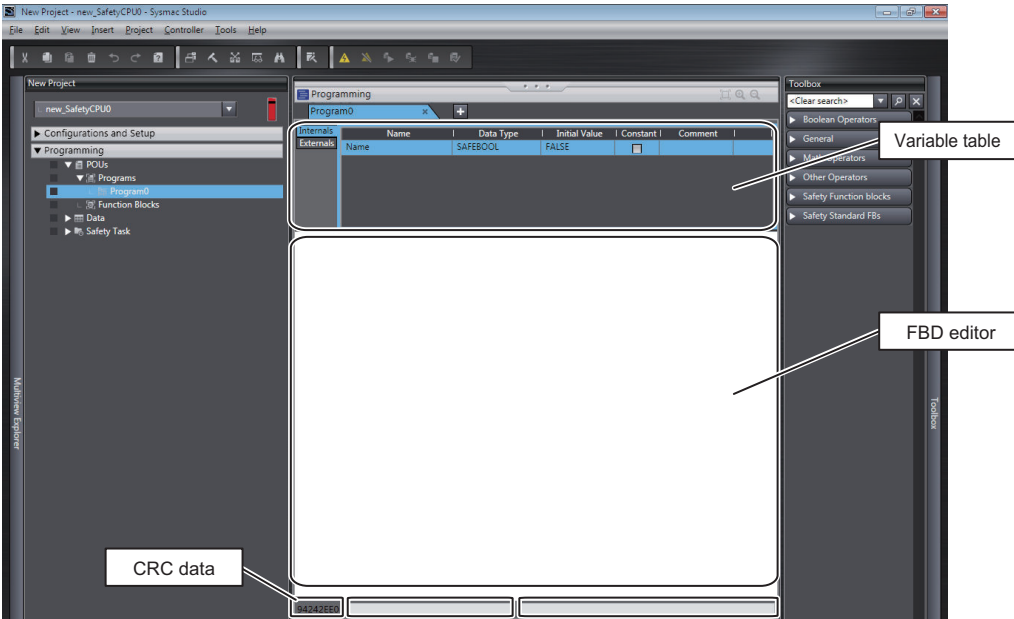 New Project - new_SafetyCPU0 - Sysmac Studio
File Edit View Insert Project Controller Tools Help
New Project
new_SafetyCPU0
Configurations and Setup
Programming
POUs
Programs
Program0
Function Blocks
Data
Safety Task
Multiview Explorer
Programming
Program0 × +
Internals
Externals
Name Data Type Initial Value Constant Comment
Name SAFEBOOL FALSE
Toolbox
<Clear search>
Boolean Operators
General
Math Operators
Other Operators
Safety Function blocks
Safety Standard FBs
Toolbox
Variable table
FBD editor
CRC data
94242EE0